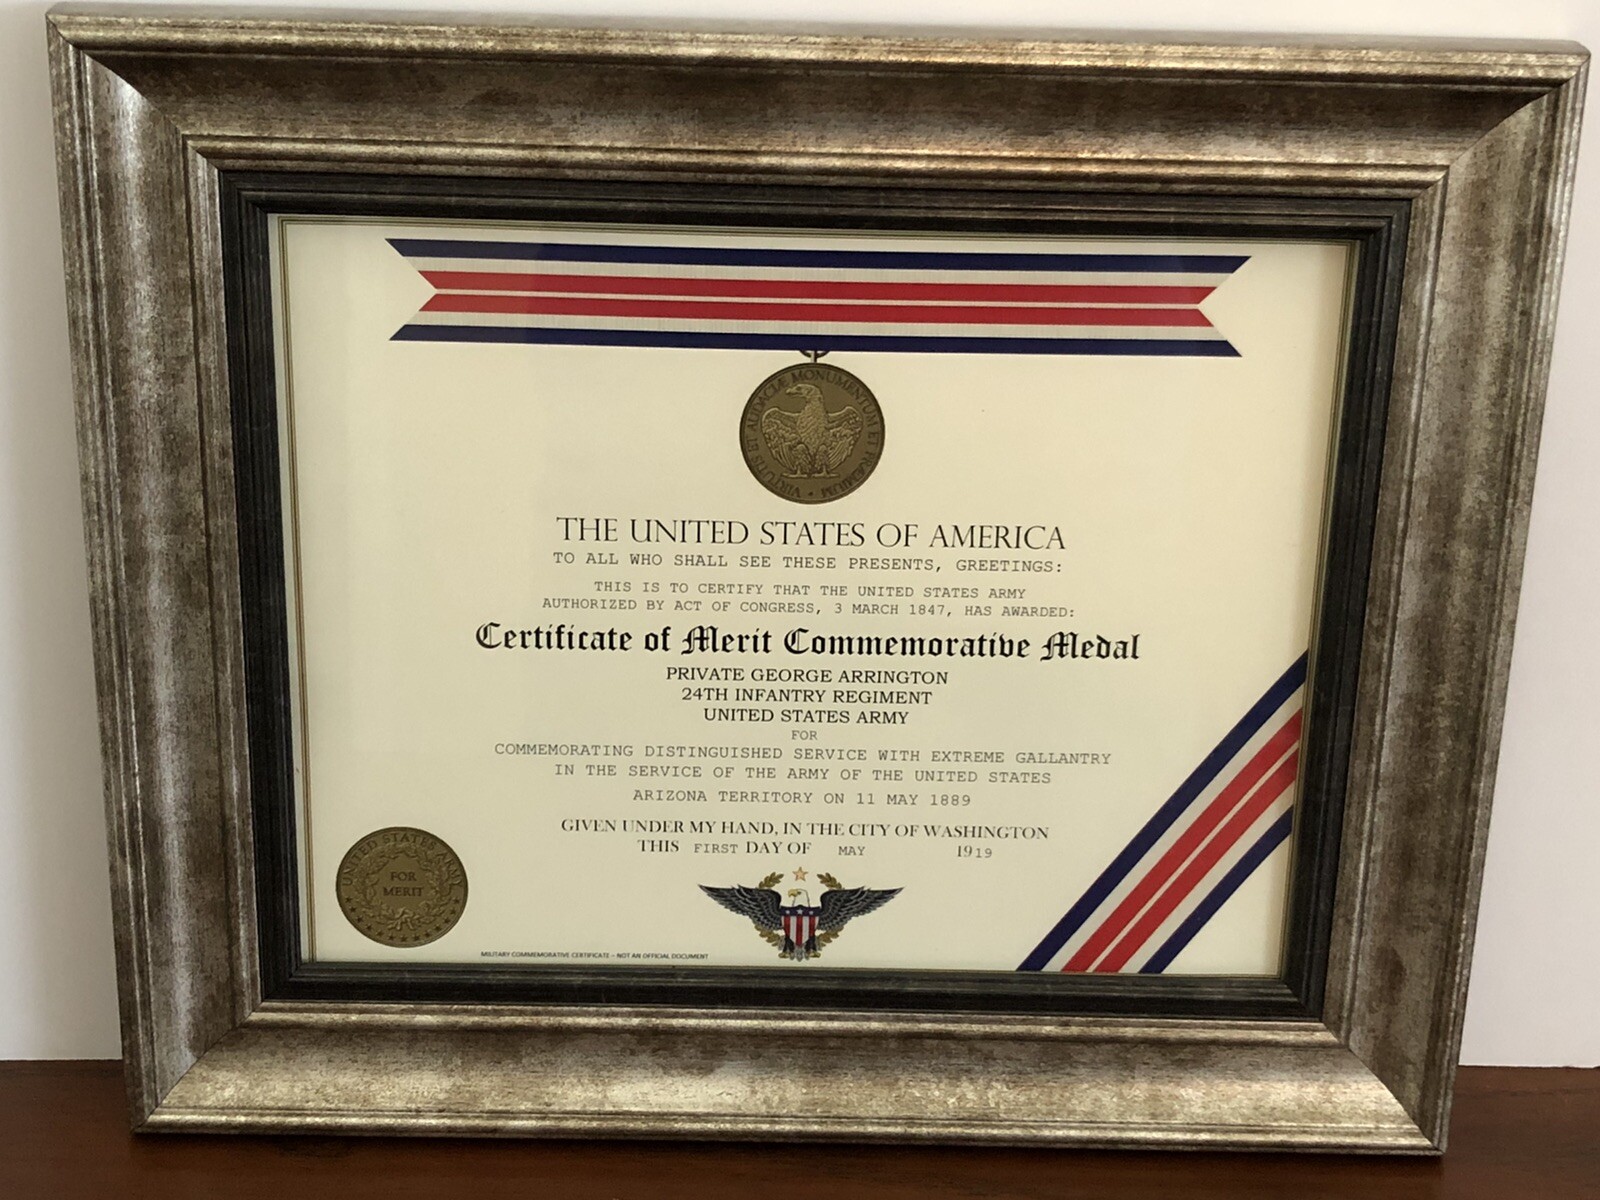 VIRTUTIS ET AUDACIÆ MONUMENTUM ET PRÆMIUM
THE UNITED STATES OF AMERICA
TO ALL WHO SHALL SEE THESE PRESENTS, GREETINGS:
THIS IS TO CERTIFY THAT THE UNITED STATES ARMY
AUTHORIZED BY ACT OF CONGRESS, 3 MARCH 1847, HAS AWARDED:
Certificate of Merit Commemorative Medal
PRIVATE GEORGE ARRINGTON
24TH INFANTRY REGIMENT
UNITED STATES ARMY
FOR
COMMEMORATING DISTINGUISHED SERVICE WITH EXTREME GALLANTRY
IN THE SERVICE OF THE ARMY OF THE UNITED STATES
ARIZONA TERRITORY ON 11 MAY 1889
GIVEN UNDER MY HAND, IN THE CITY OF WASHINGTON
THIS FIRST DAY OF MAY 1919
UNITED STATES ARMY
FOR
MERIT
MILITARY COMMEMORATIVE CERTIFICATE – NOT AN OFFICIAL DOCUMENT